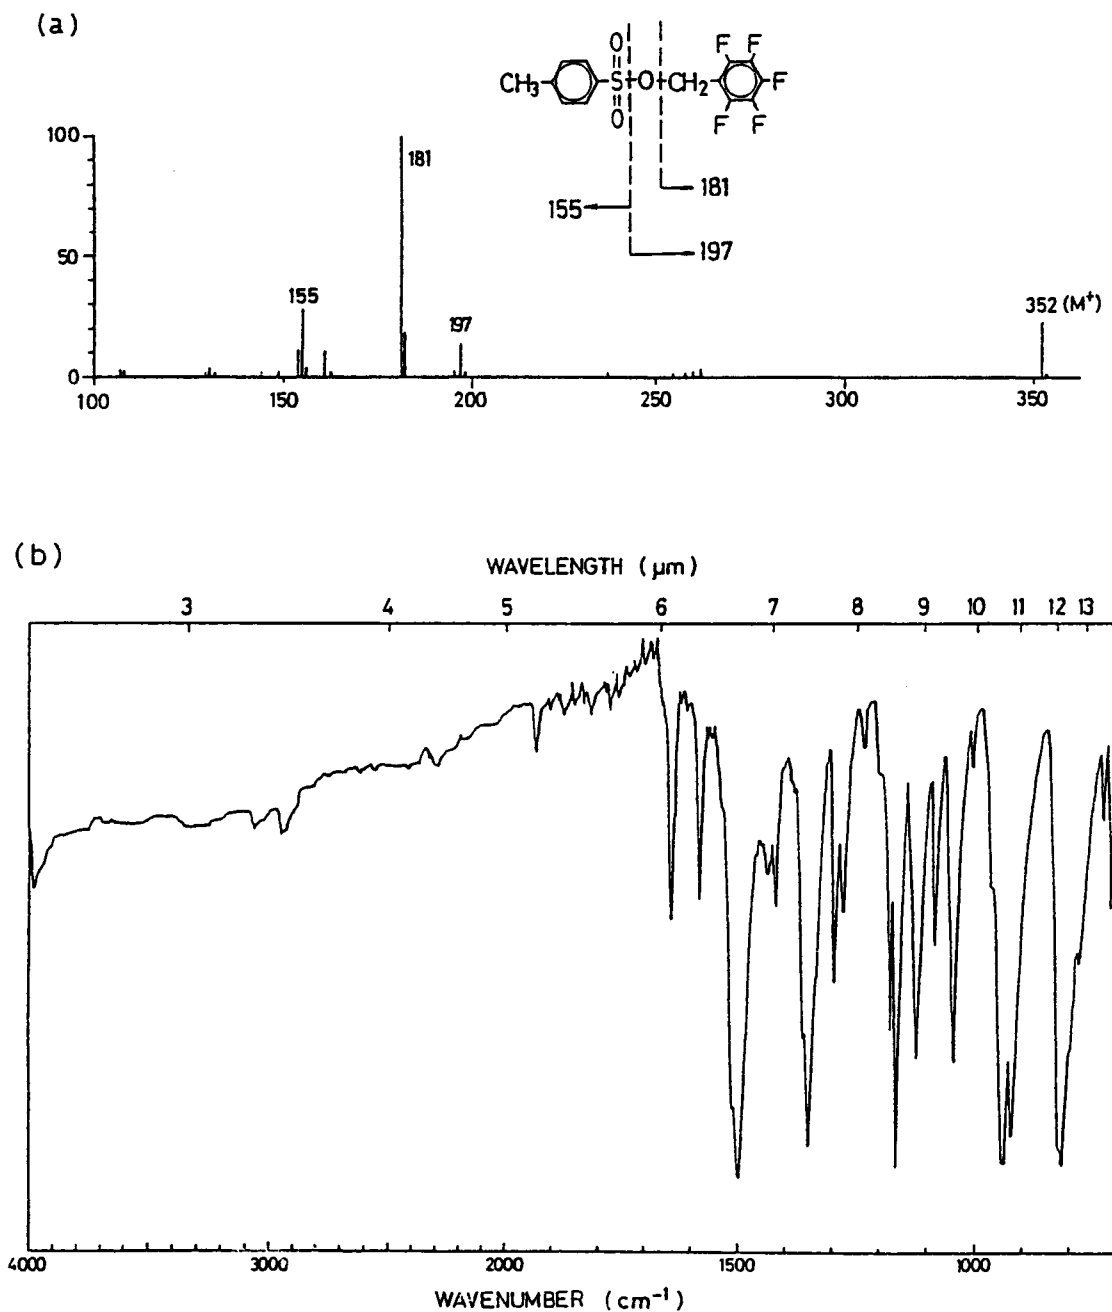 (a)
O F F
CH₃ S O CH₂ F
O F F
100
181
181
155
50
197
155
197
352 (M⁺)
0
100 150 200 250 300 350
(b)
WAVELENGTH (µm)
3 4 5 6 7 8 9 10 11 12 13
4000 3000 2000 1500 1000
WAVENUMBER (cm⁻¹)